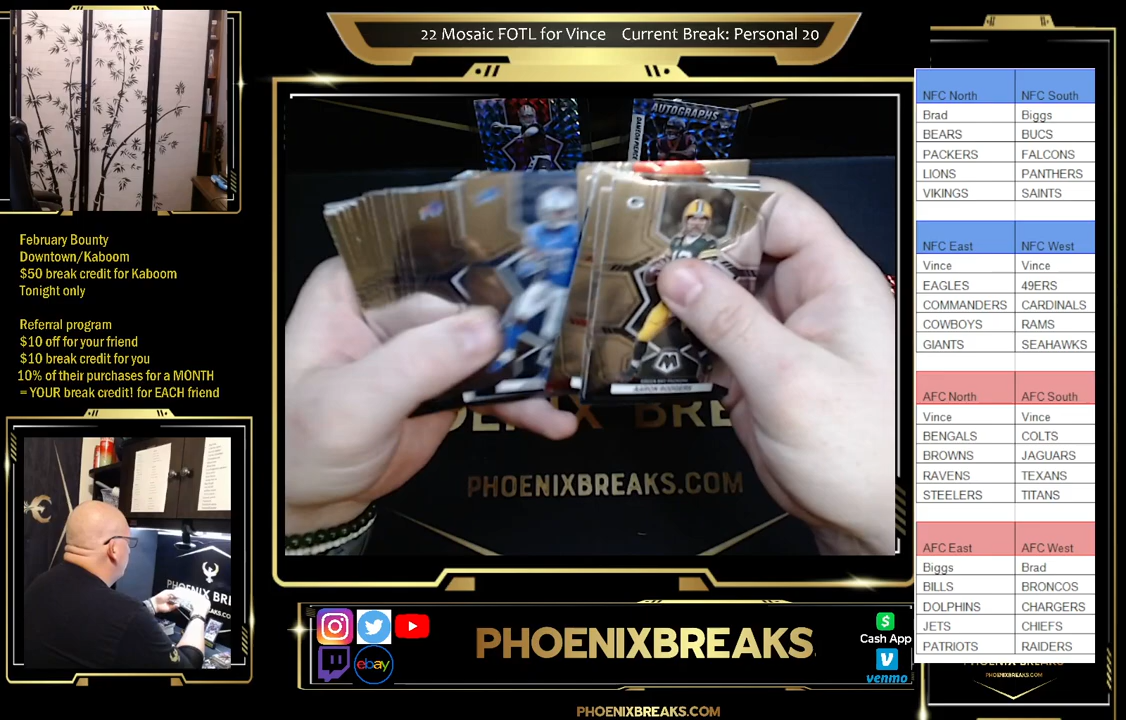 22 Mosaic FOTL for Vince Current Break: Personal 20
February Bounty
Downtown/Kaboom
$50 break credit for Kaboom
Tonight only
Referral program
$10 off for your friend
$10 break credit for you
10% of their purchases for a MONTH
= YOUR break credit! for EACH friend
AUTOGRAPHS
AARON RODGERS
PHOENIXBREAKS.COM
NFC North NFC South
Brad Biggs
BEARS BUCS
PACKERS FALCONS
LIONS PANTHERS
VIKINGS SAINTS
NFC East NFC West
Vince Vince
EAGLES 49ERS
COMMANDERS CARDINALS
COWBOYS RAMS
GIANTS SEAHAWKS
AFC North AFC South
Vince Vince
BENGALS COLTS
BROWNS JAGUARS
RAVENS TEXANS
STEELERS TITANS
AFC East AFC West
Biggs Brad
BILLS BRONCOS
DOLPHINS CHARGERS
JETS CHIEFS
PATRIOTS RAIDERS
PHOENIXBREAKS.COM
ebay
PHOENIXBREAKS
Cash App
venmo
PHOENIXBREAKS.COM